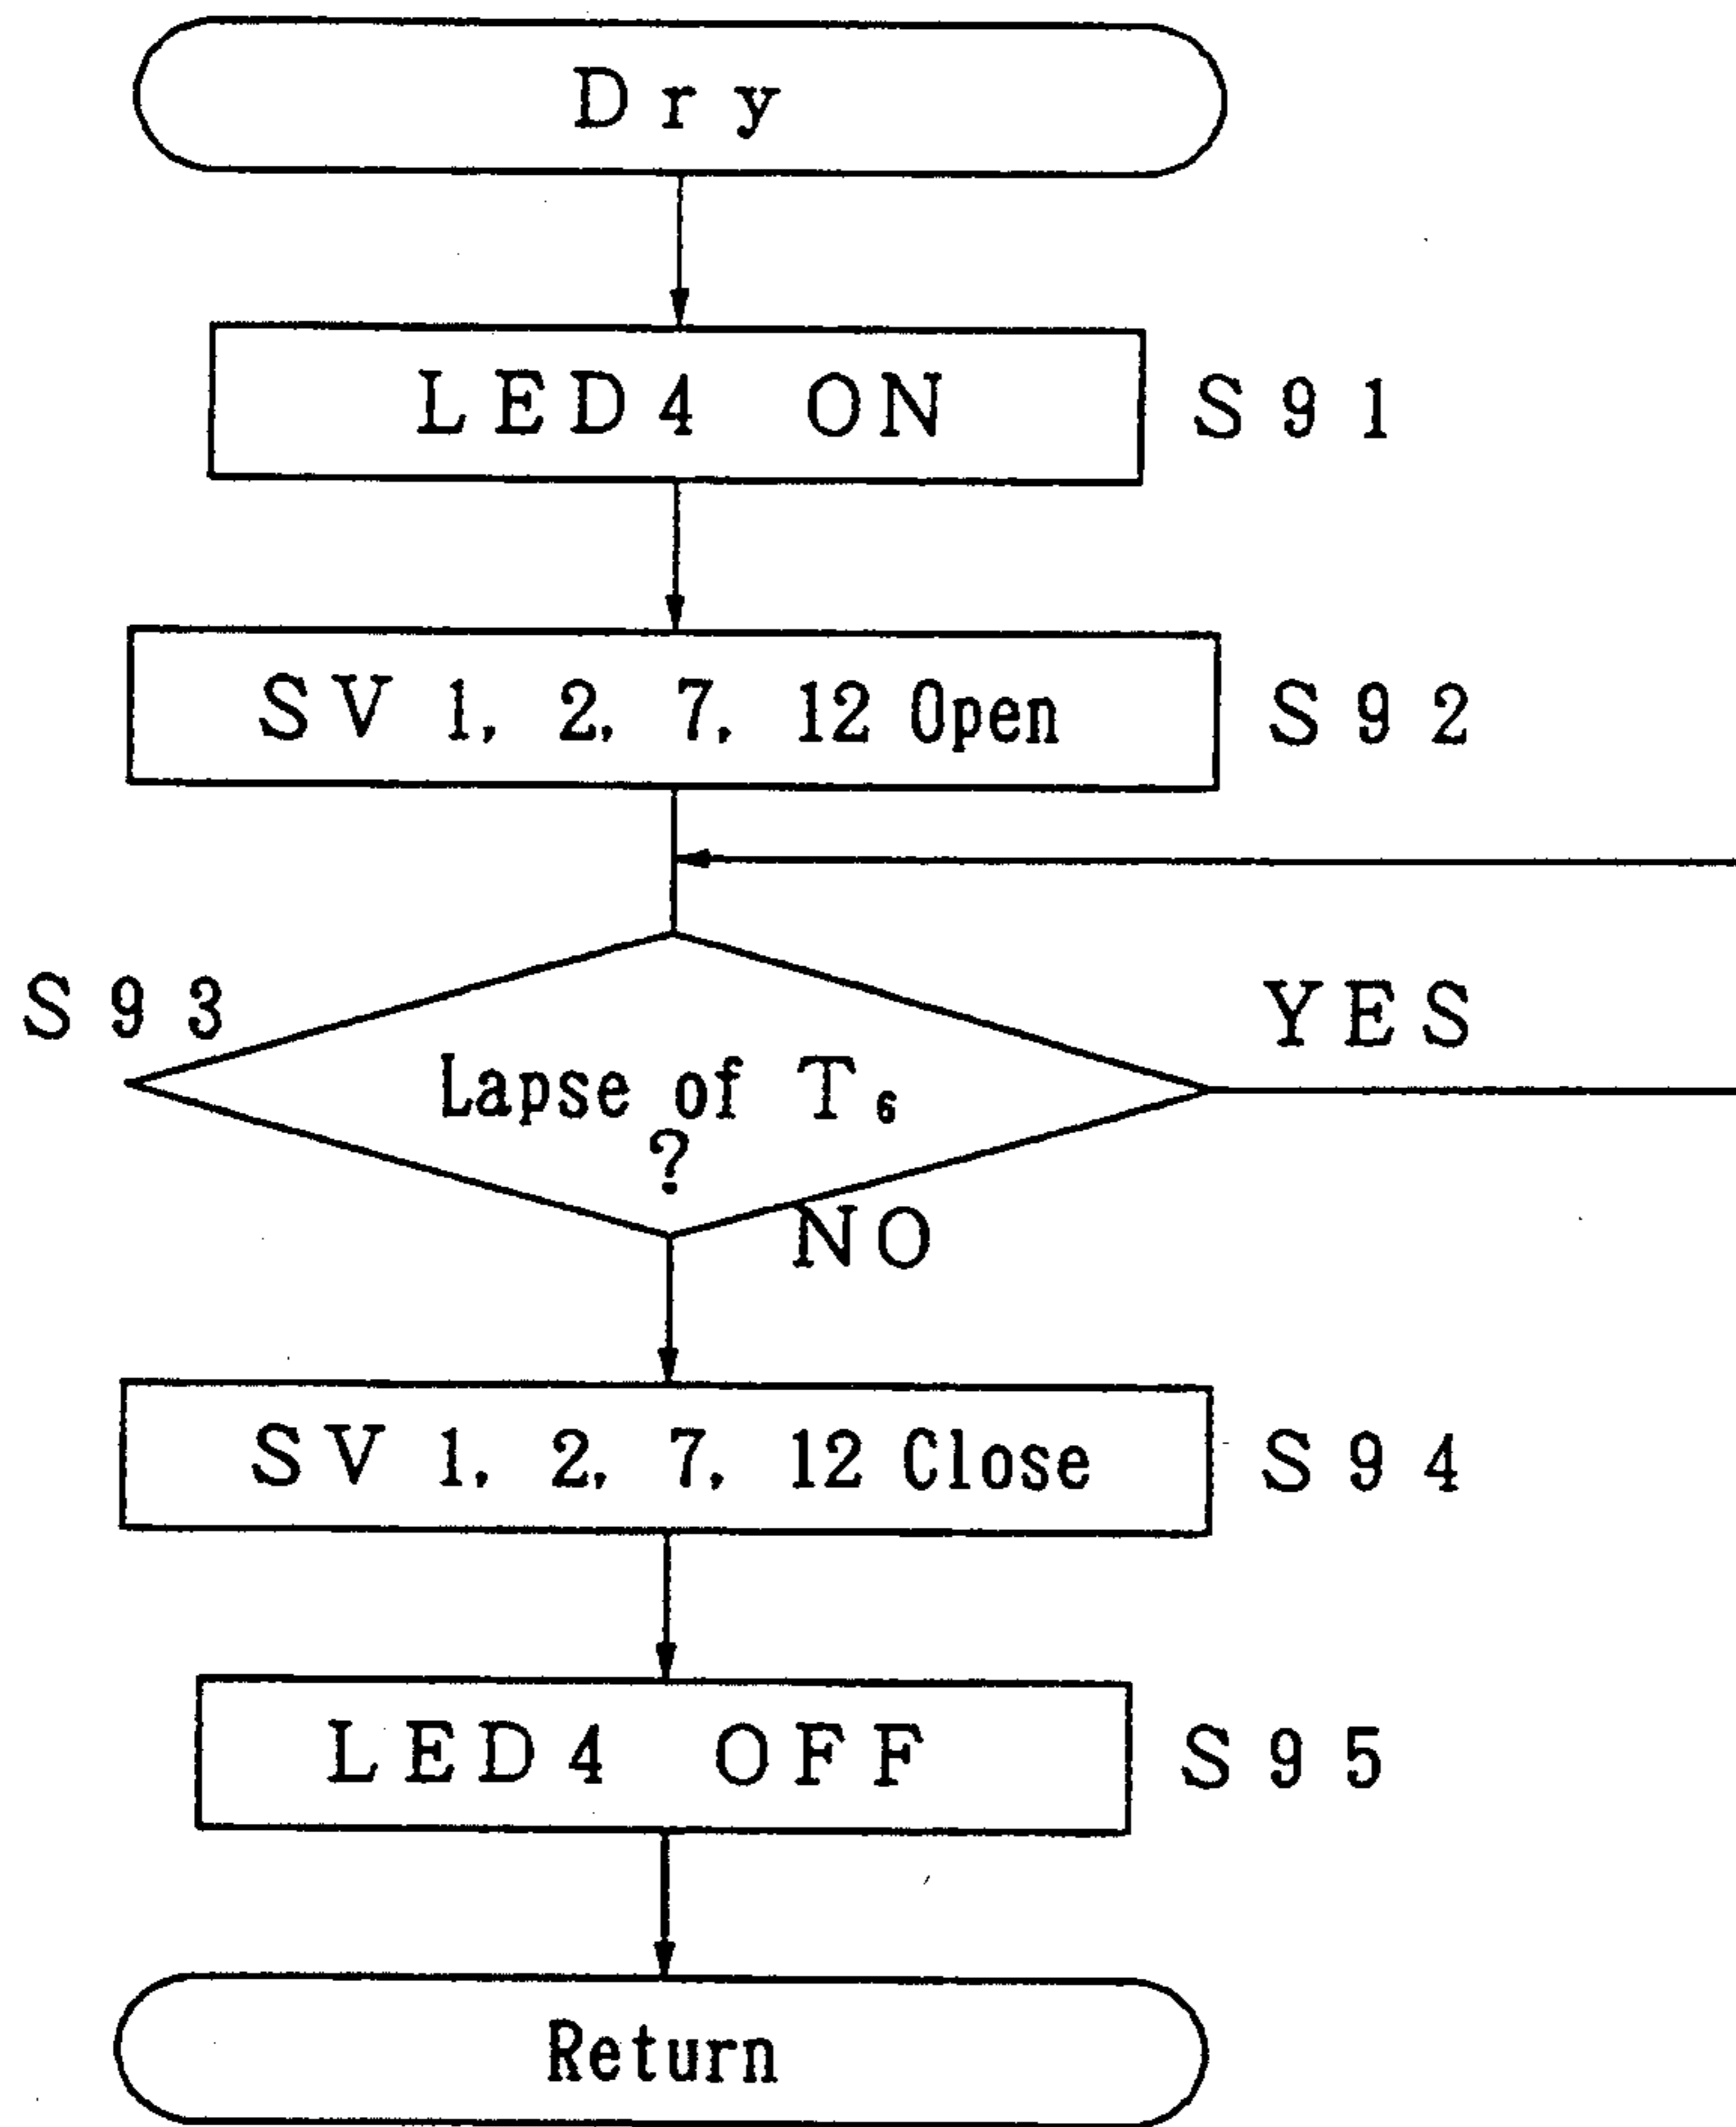 Dry
LED4 ON S91
SV 1, 2, 7, 12 Open S92
S93
YES
Lapse of T₆
?
NO
SV 1, 2, 7, 12 Close S94
LED4 OFF S95
Return